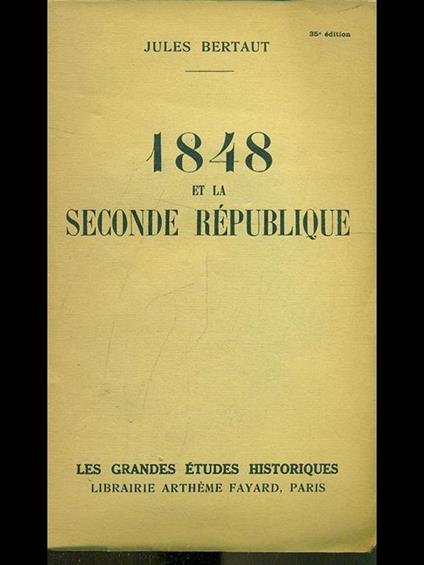 35e édition
JULES BERTAUT
1848
ET LA
SECONDE RÉPUBLIQUE
LES GRANDES ÉTUDES HISTORIQUES
LIBRAIRIE ARTHÈME FAYARD, PARIS